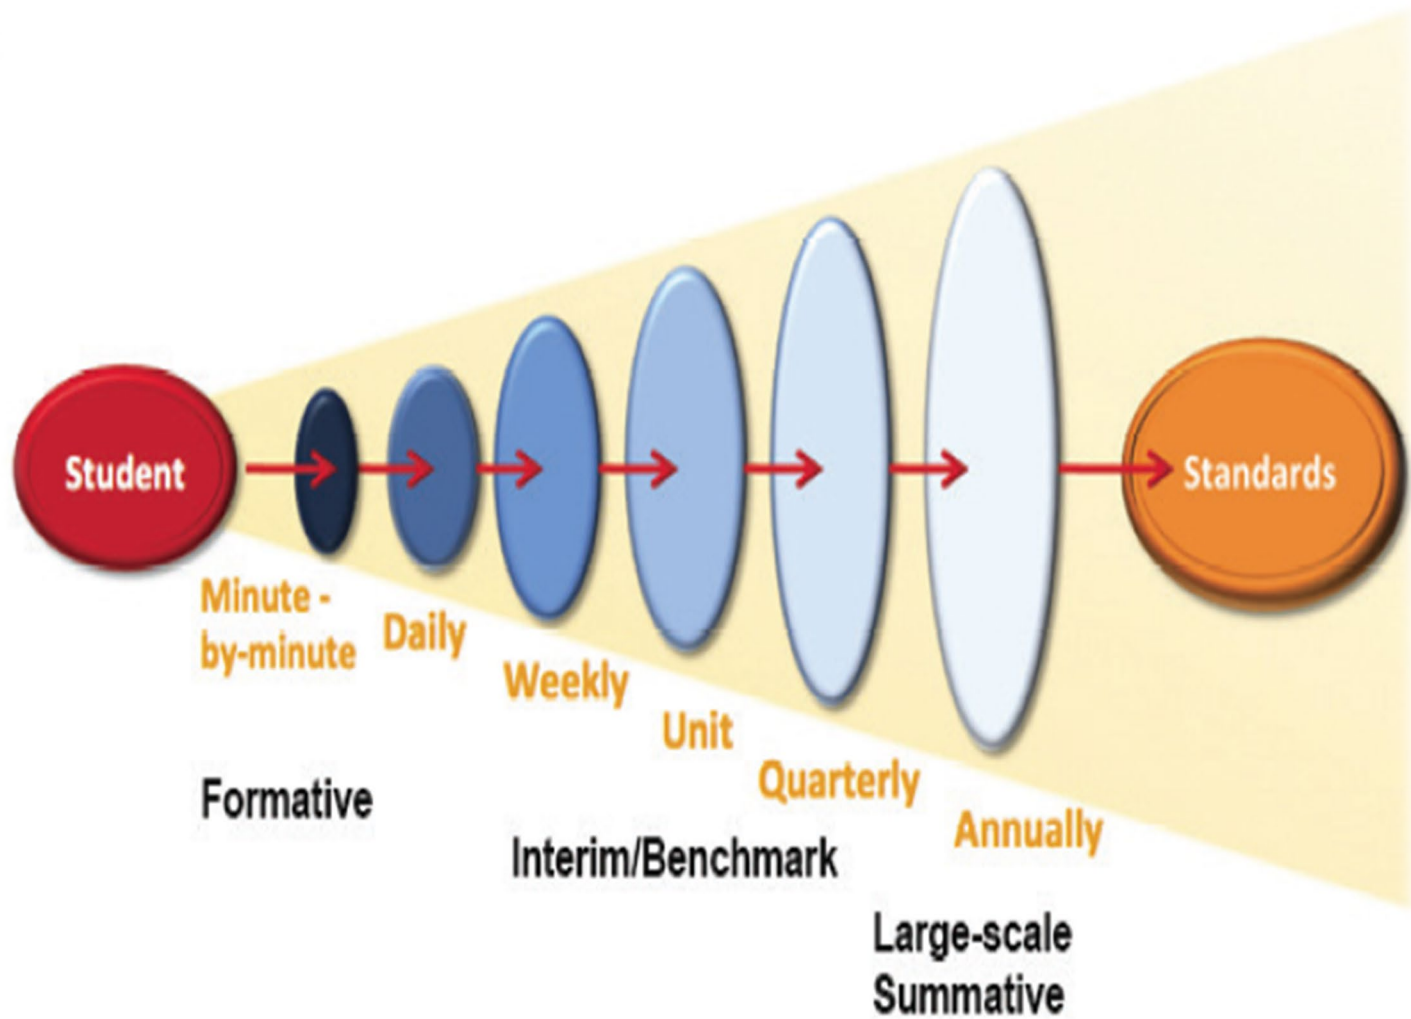 Student
Standards
Minute -
by-minute
Daily
Weekly
Unit
Quarterly
Annually
Formative
Interim/Benchmark
Large-scale
Summative